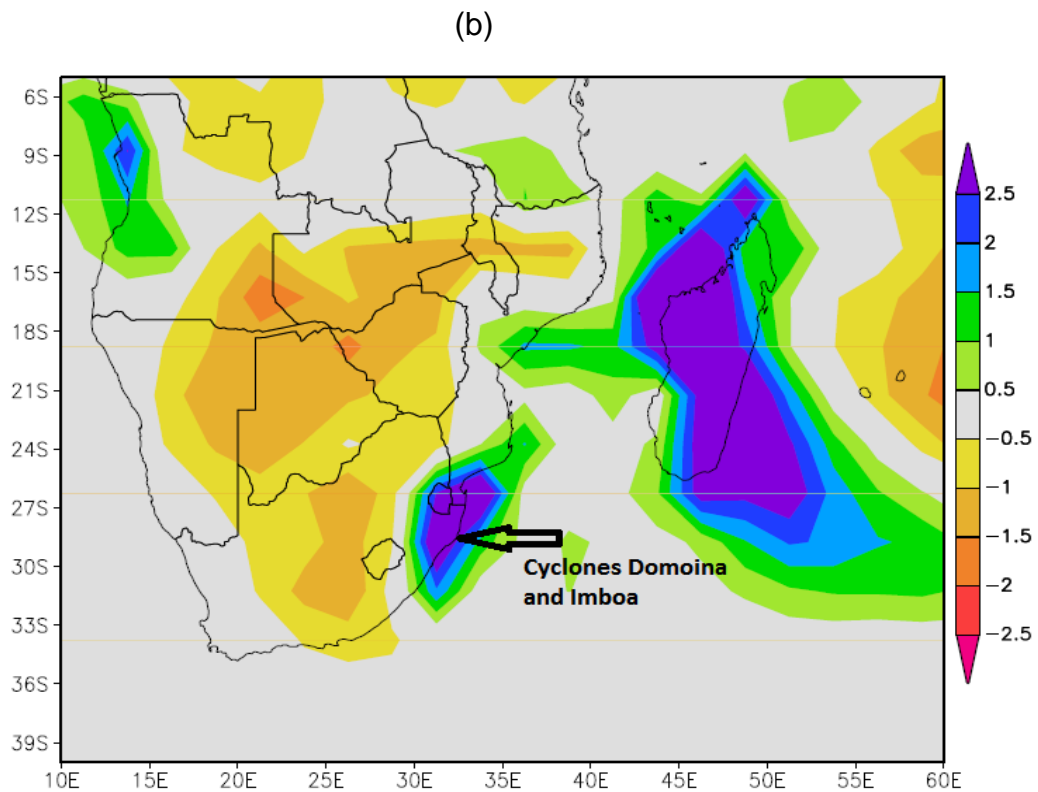 (b)
6S
9S
12S
15S
18S
21S
24S
27S
30S
33S
36S
39S
10E 15E 20E 25E 30E 35E 40E 45E 50E 55E 60E
2.5
2
1.5
1
0.5
−0.5
−1
−1.5
−2
−2.5
Cyclones Domoina
and Imboa